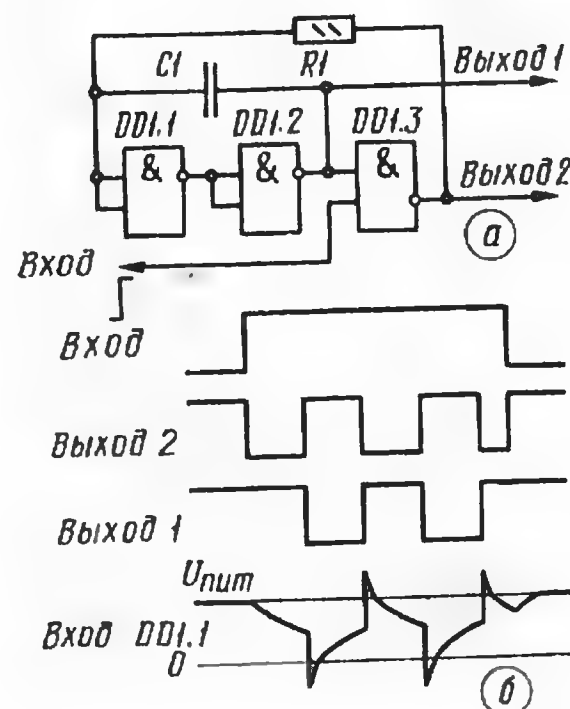 C1
R1
Выход 1
DD1.1
DD1.2
DD1.3
&
&
&
Выход 2
а
Вход
Вход
Выход 2
Выход 1
Uпит
Вход DD1.1
0
б